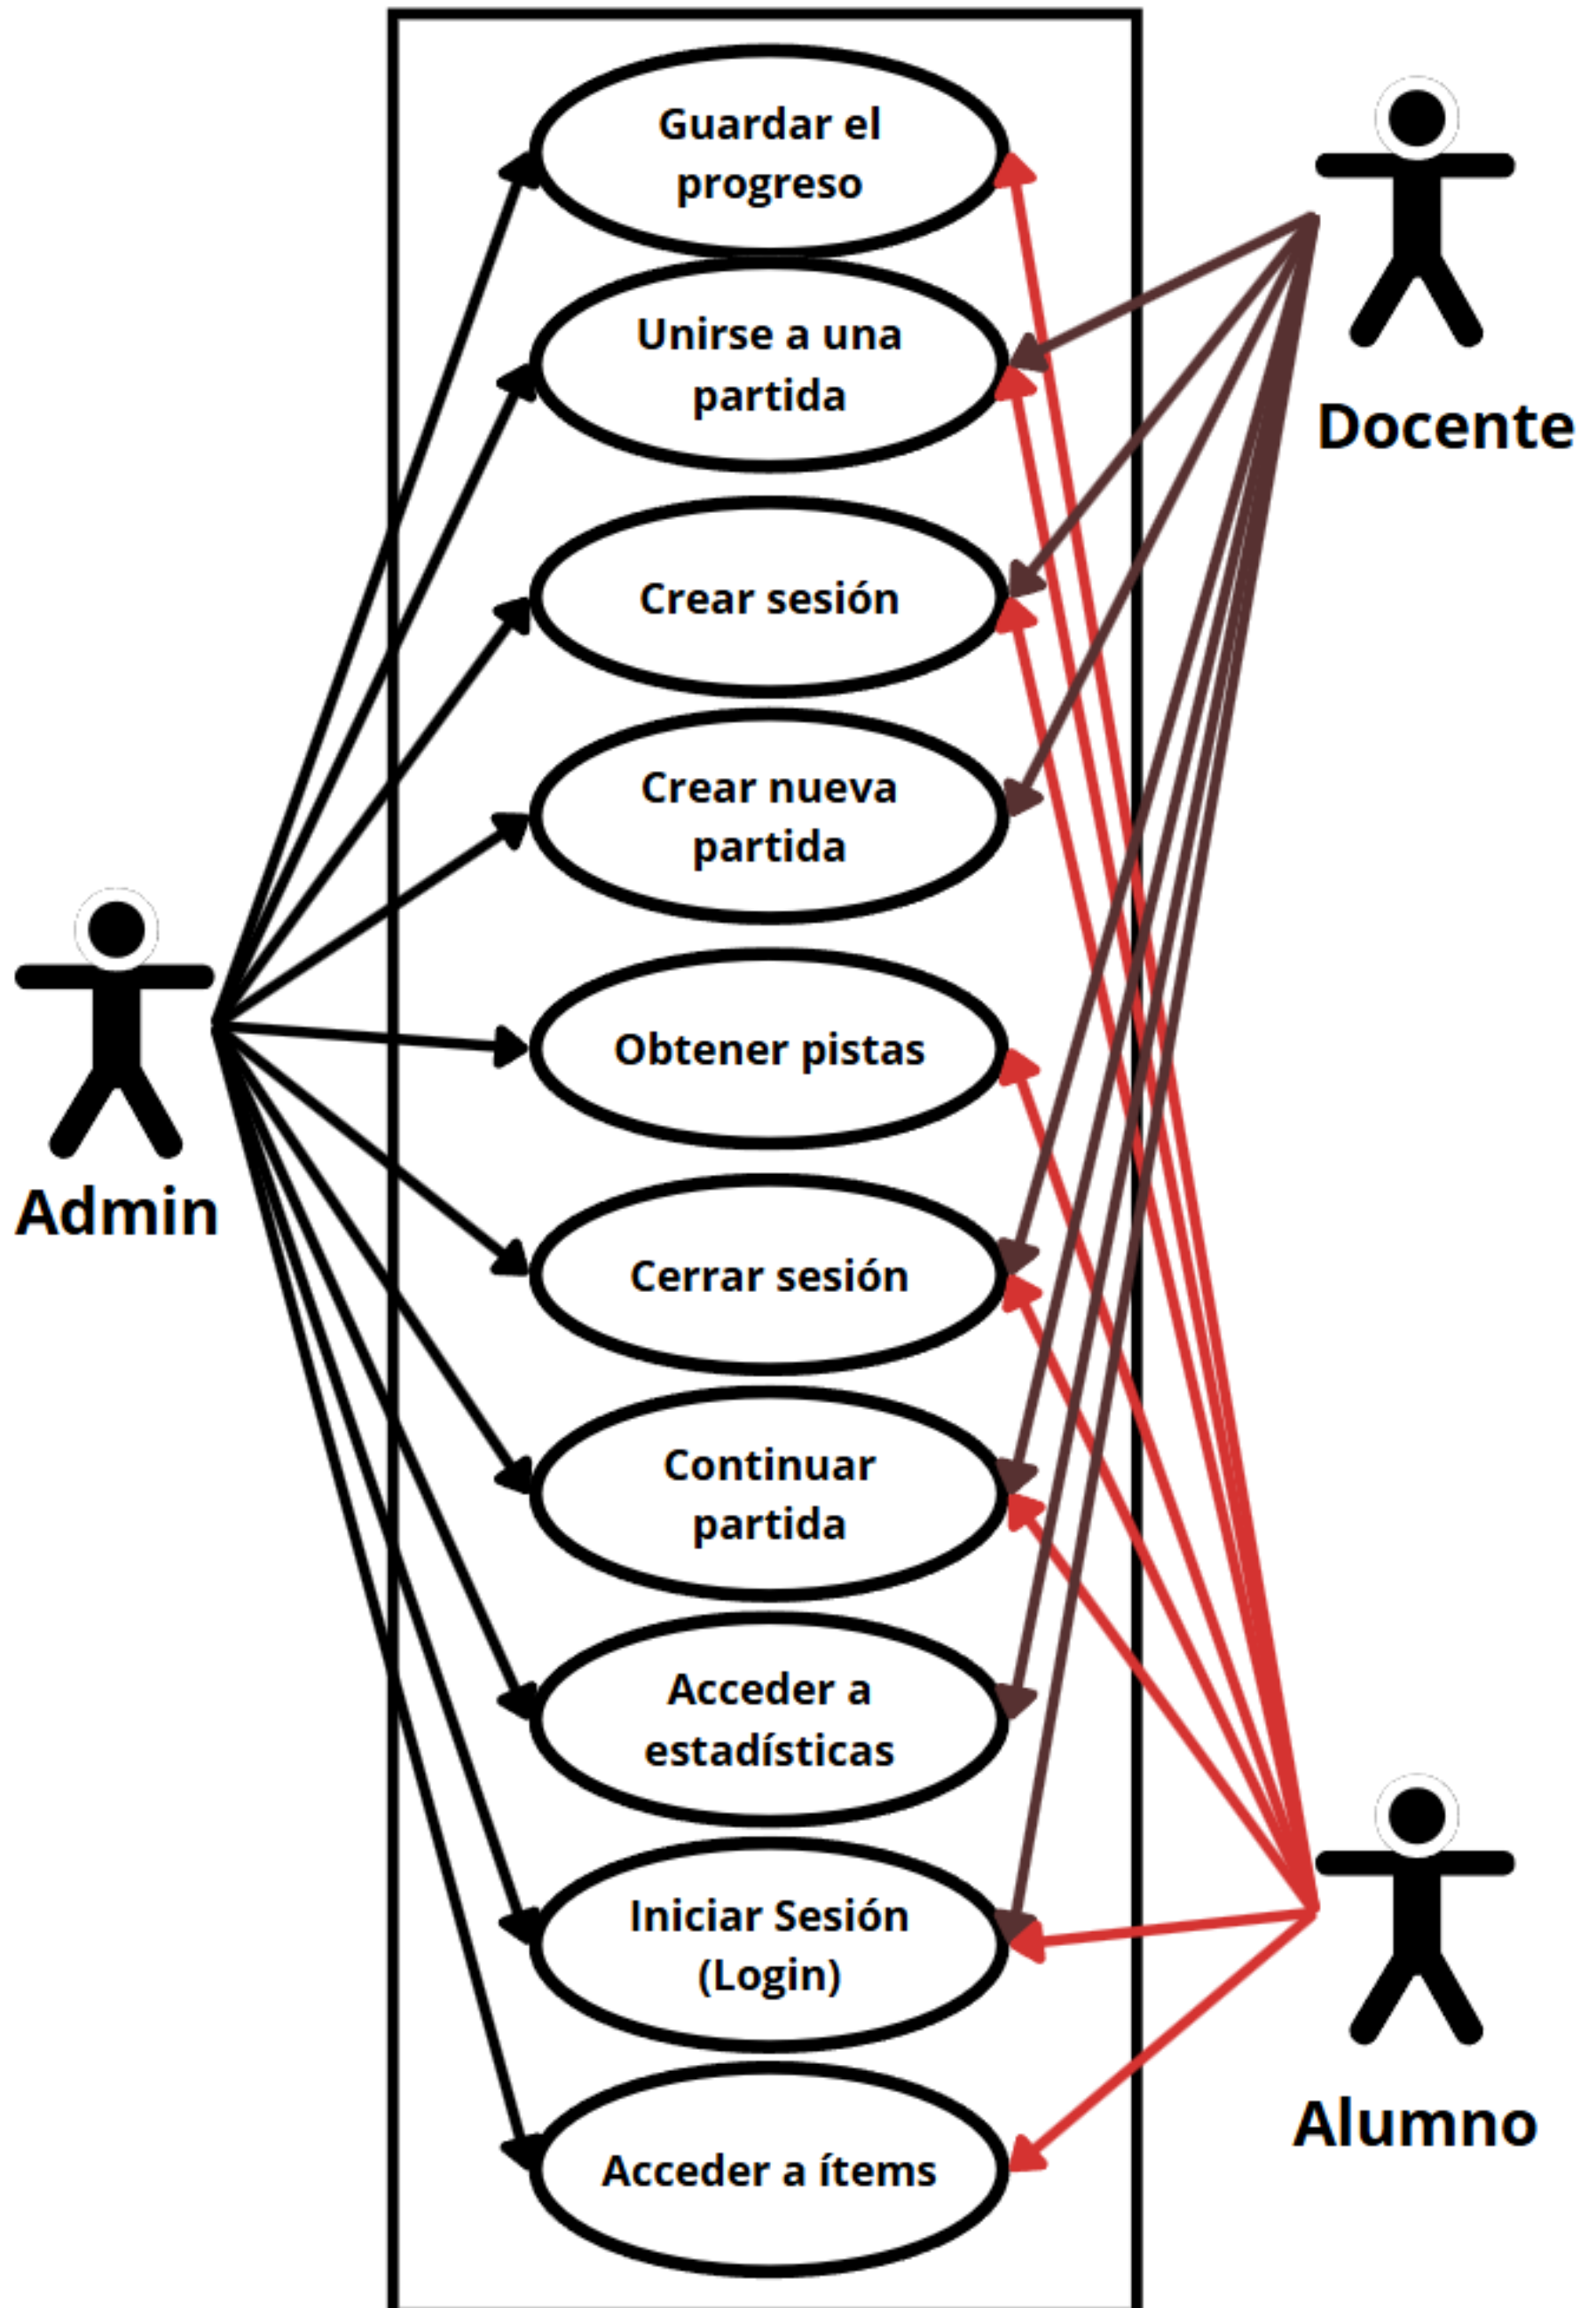 Guardar el
progreso
Unirse a una
partida
Crear sesión
Crear nueva
partida
Obtener pistas
Cerrar sesión
Continuar
partida
Acceder a
estadísticas
Iniciar Sesión
(Login)
Acceder a ítems
Admin
Docente
Alumno